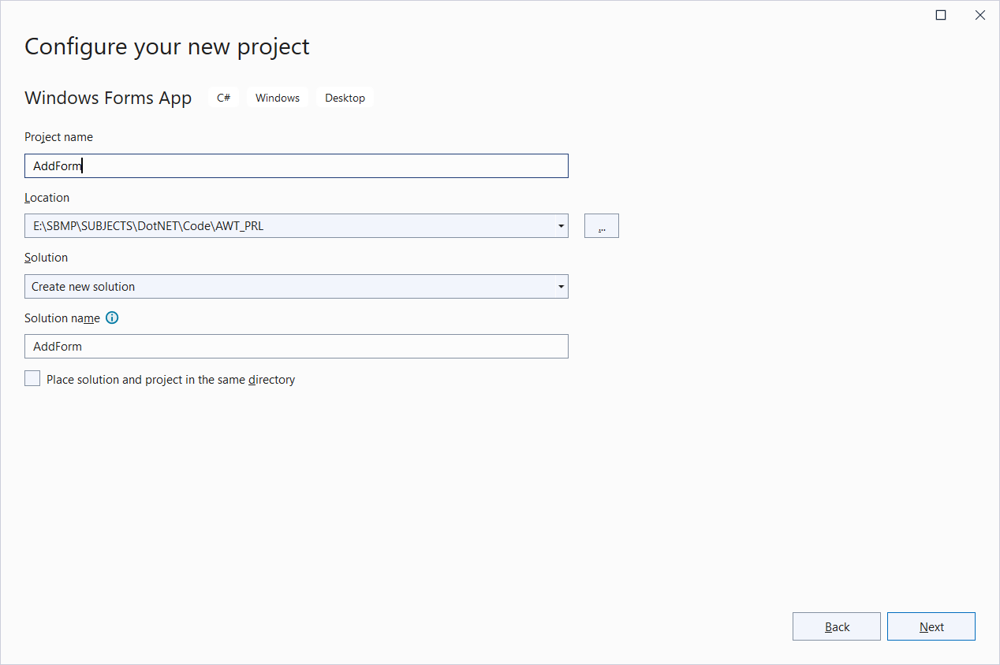 Configure your new project
Windows Forms App C# Windows Desktop
Project name
AddForm
Location
E:\SBMP\SUBJECTS\DotNET\Code\AWT_PRL
...
Solution
Create new solution
Solution name
AddForm
Place solution and project in the same directory
Back Next